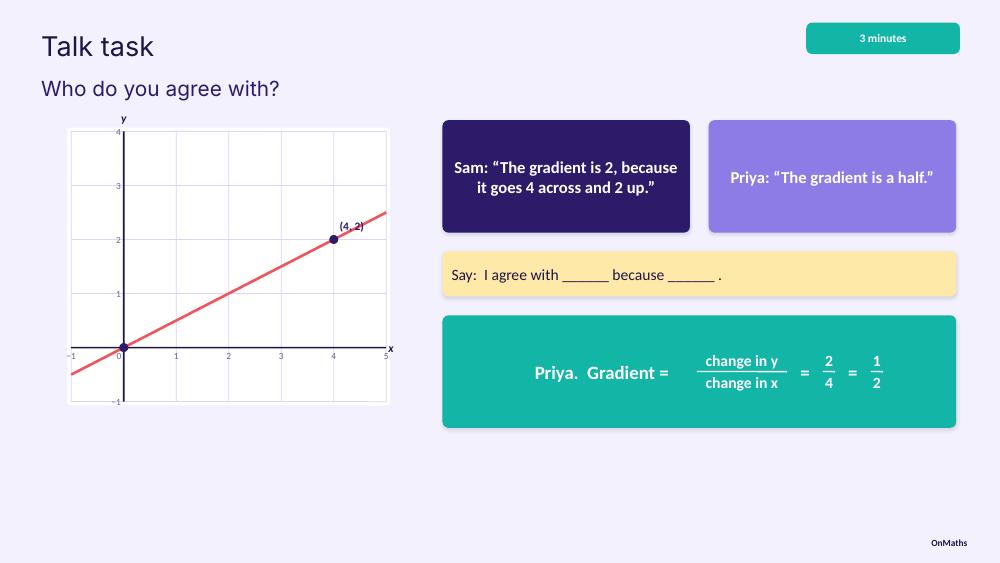 Talk task
3 minutes
Who do you agree with?
y
4
3
2
1
−1
0
1
2
3
4
5
x
−1
(4, 2)
Sam: “The gradient is 2, because
it goes 4 across and 2 up.”
Priya: “The gradient is a half.”
Say:  I agree with ______ because ______ .
Priya.  Gradient = change in y / change in x = 2/4 = 1/2
OnMaths